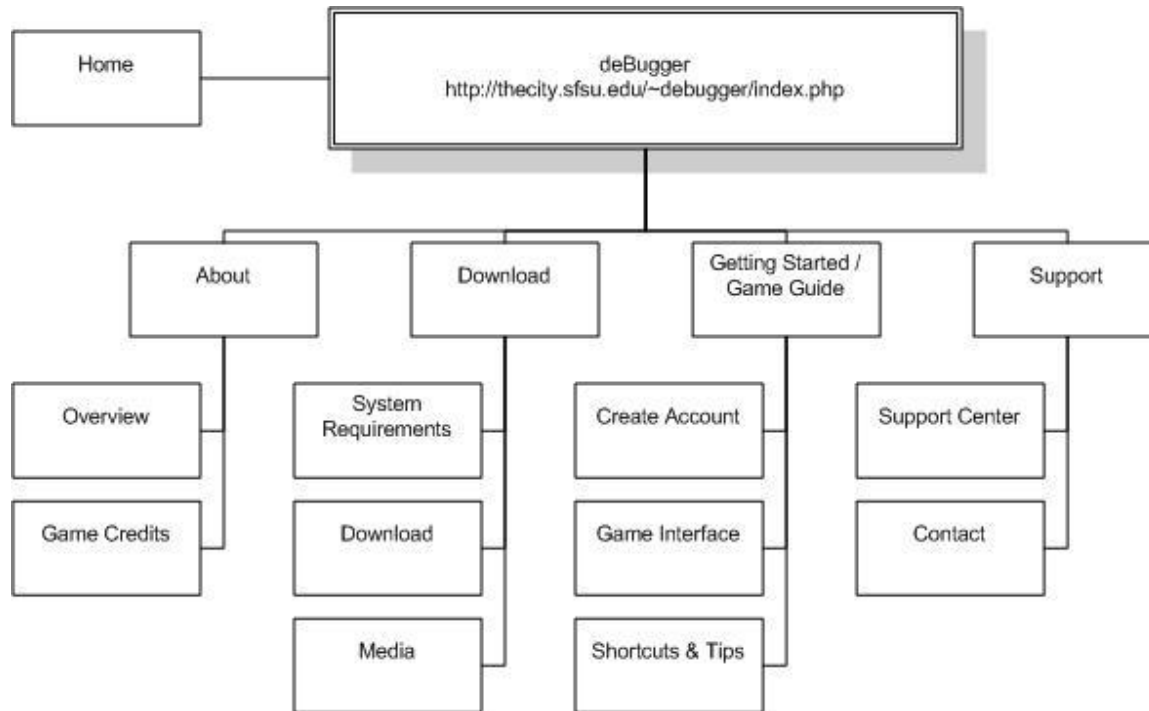 Home
deBugger
http://thecity.sfsu.edu/~debugger/index.php
About
Download
Getting Started /
Game Guide
Support
Overview
System
Requirements
Create Account
Support Center
Game Credits
Download
Game Interface
Contact
Media
Shortcuts & Tips